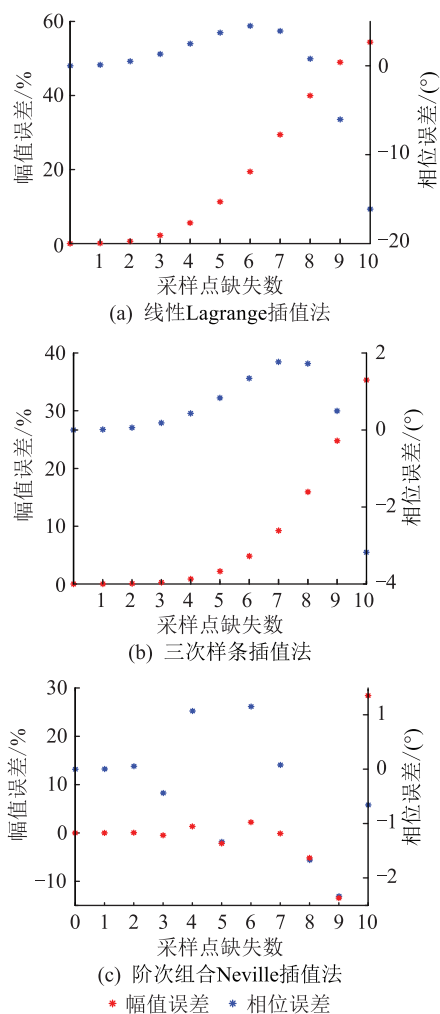 60
40
20
0
幅值误差/%
0
−10
−20
相位误差/(°)
1 2 3 4 5 6 7 8 9 10
采样点缺失数
(a) 线性Lagrange插值法
40
30
20
10
0
幅值误差/%
2
0
−2
−4
相位误差/(°)
1 2 3 4 5 6 7 8 9 10
采样点缺失数
(b) 三次样条插值法
30
20
10
0
−10
幅值误差/%
1
0
−1
−2
相位误差/(°)
0 1 2 3 4 5 6 7 8 9 10
采样点缺失数
(c) 阶次组合Neville插值法
幅值误差 相位误差